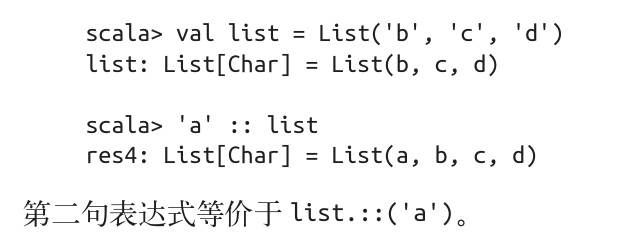 scala> val list = List('b', 'c', 'd')
list: List[Char] = List(b, c, d)
scala> 'a' :: list
res4: List[Char] = List(a, b, c, d)
第二句表达式等价于 list.::('a')。